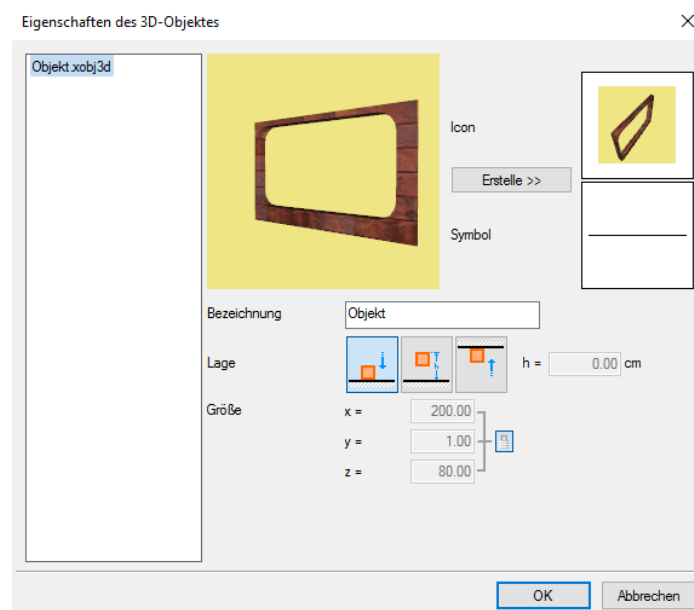 Eigenschaften des 3D-Objektes
Objekt.xobj3d
Icon
Erstelle >>
Symbol
Bezeichnung
Objekt
Lage
h
h = 0.00 cm
Größe
x = 200.00
y = 1.00
z = 80.00
OK
Abbrechen